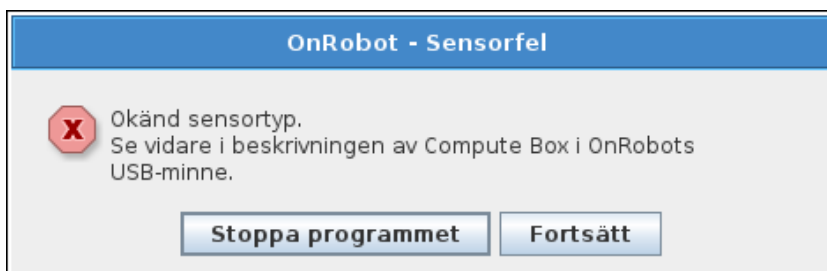 OnRobot - Sensorfel
X
Okänd sensortyp.
Se vidare i beskrivningen av Compute Box i OnRobots
USB-minne.
Stoppa programmet Fortsätt